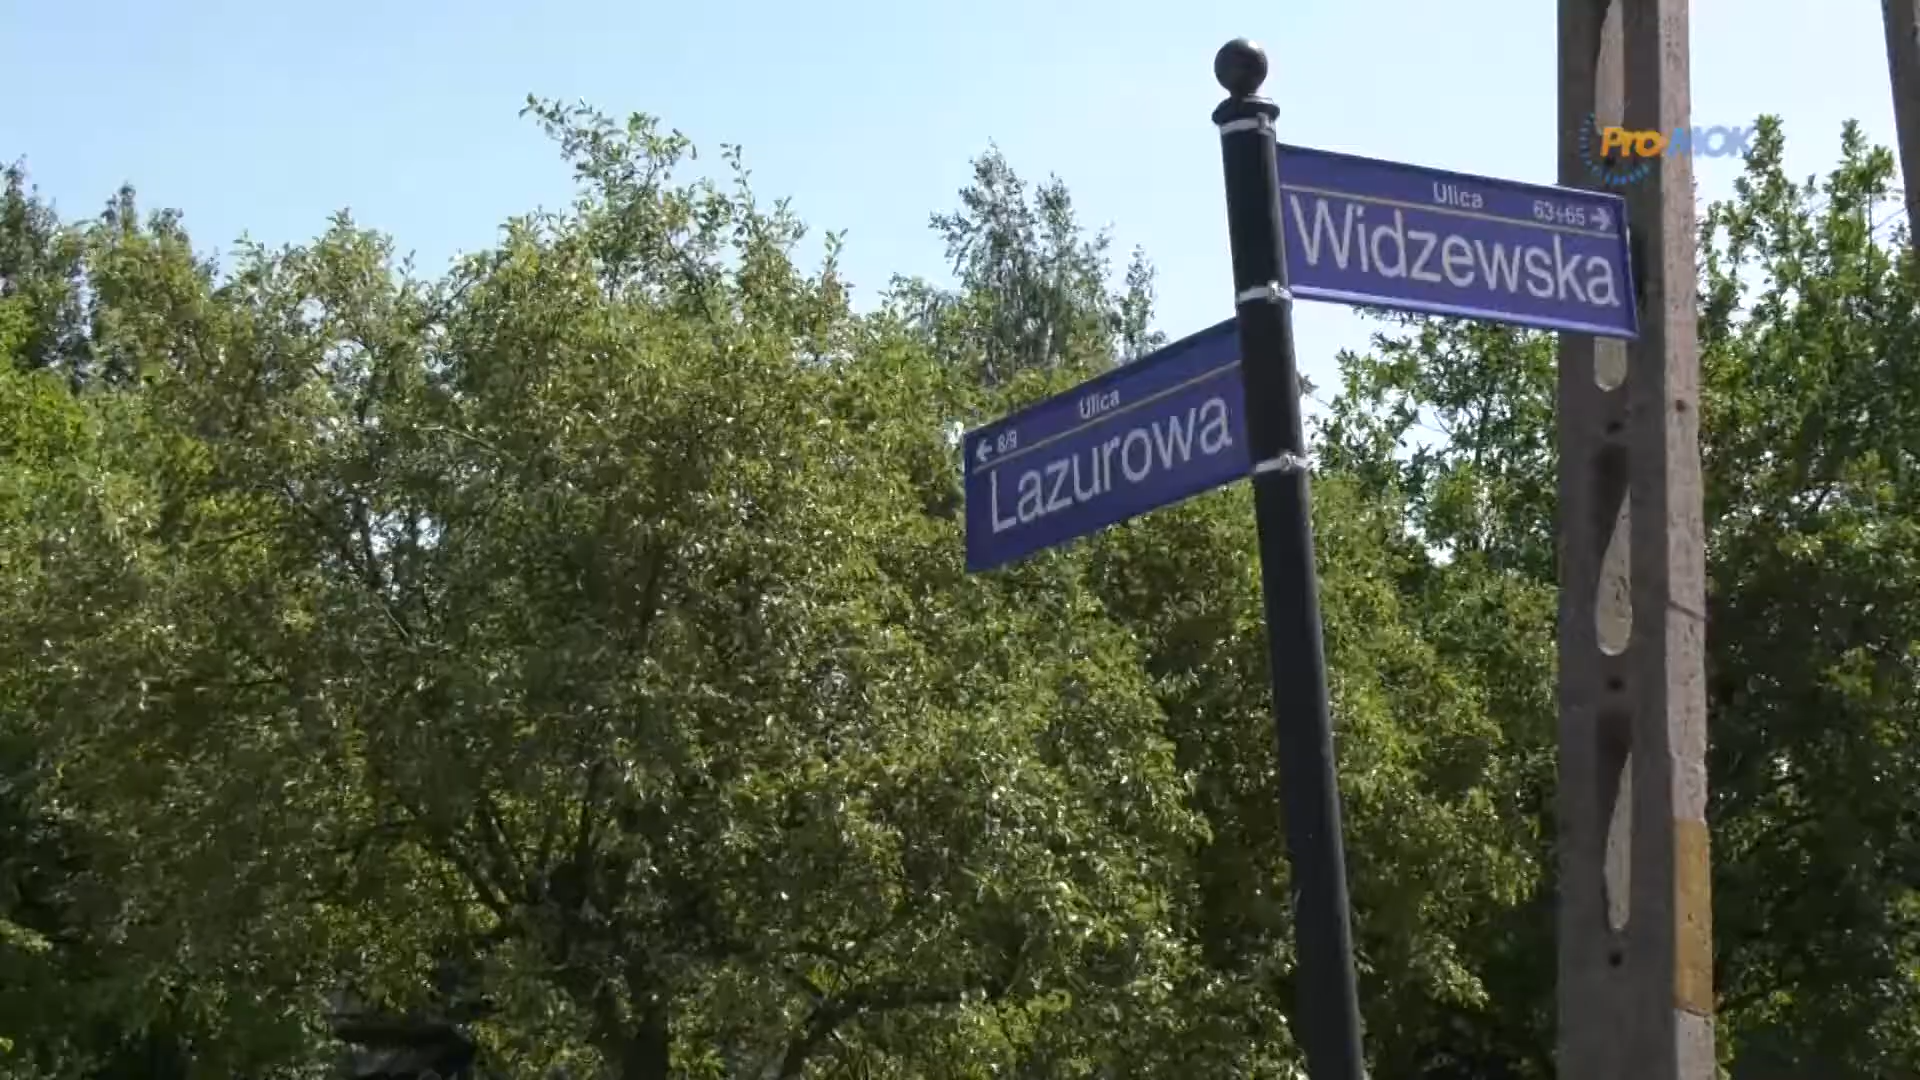 ProMOK
Ulica
63÷65 →
Widzewska
Ulica
← 8/9
Lazurowa